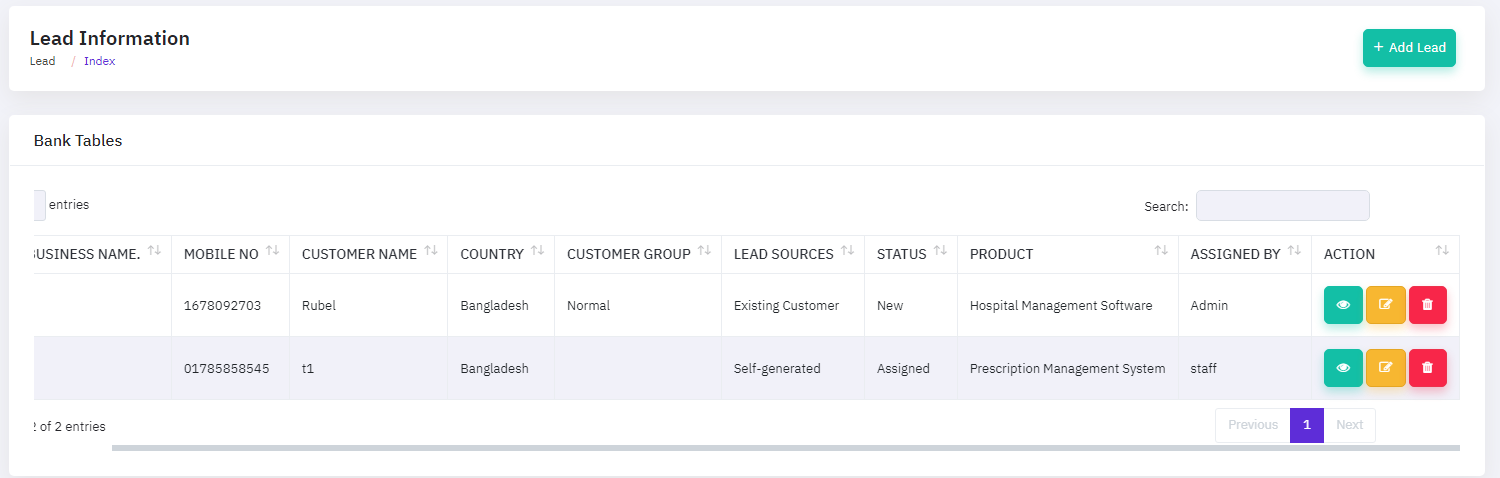 Lead Information
+ Add Lead
Lead / Index
Bank Tables
entries
Search:
BUSINESS NAME. MOBILE NO CUSTOMER NAME COUNTRY CUSTOMER GROUP LEAD SOURCES STATUS PRODUCT ASSIGNED BY ACTION
1678092703 Rubel Bangladesh Normal Existing Customer New Hospital Management Software Admin
01785858545 t1 Bangladesh Self-generated Assigned Prescription Management System staff
2 of 2 entries
Previous 1 Next